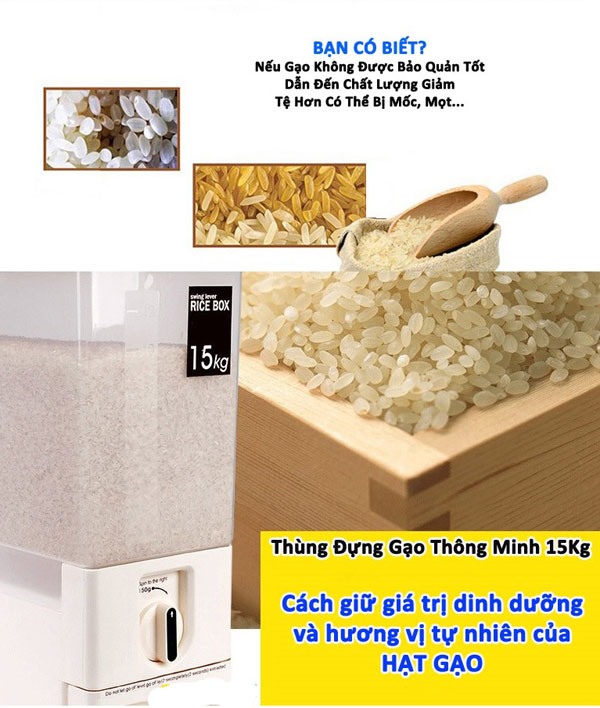 BẠN CÓ BIẾT?
Nếu Gạo Không Được Bảo Quản Tốt
Dẫn Đến Chất Lượng Giảm
Tệ Hơn Có Thể Bị Mốc, Mọt...
swing lever
RICE BOX
15kg
Thùng Đựng Gạo Thông Minh 15Kg
Cách giữ giá trị dinh dưỡng
và hương vị tự nhiên của
HẠT GẠO
Spin to the right
150g